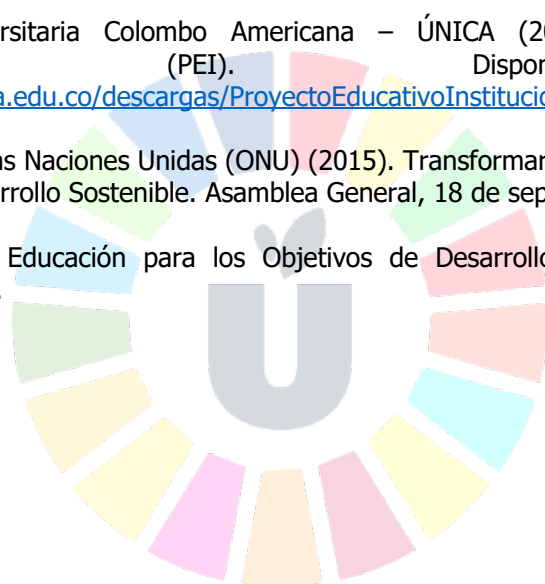 rsitaria Colombo Americana – ÚNICA (20
(PEI). Dispon
a.edu.co/descargas/ProyectoEducativoInstitucio
as Naciones Unidas (ONU) (2015). Transformar
arrollo Sostenible. Asamblea General, 18 de sep
Educación para los Objetivos de Desarrollo